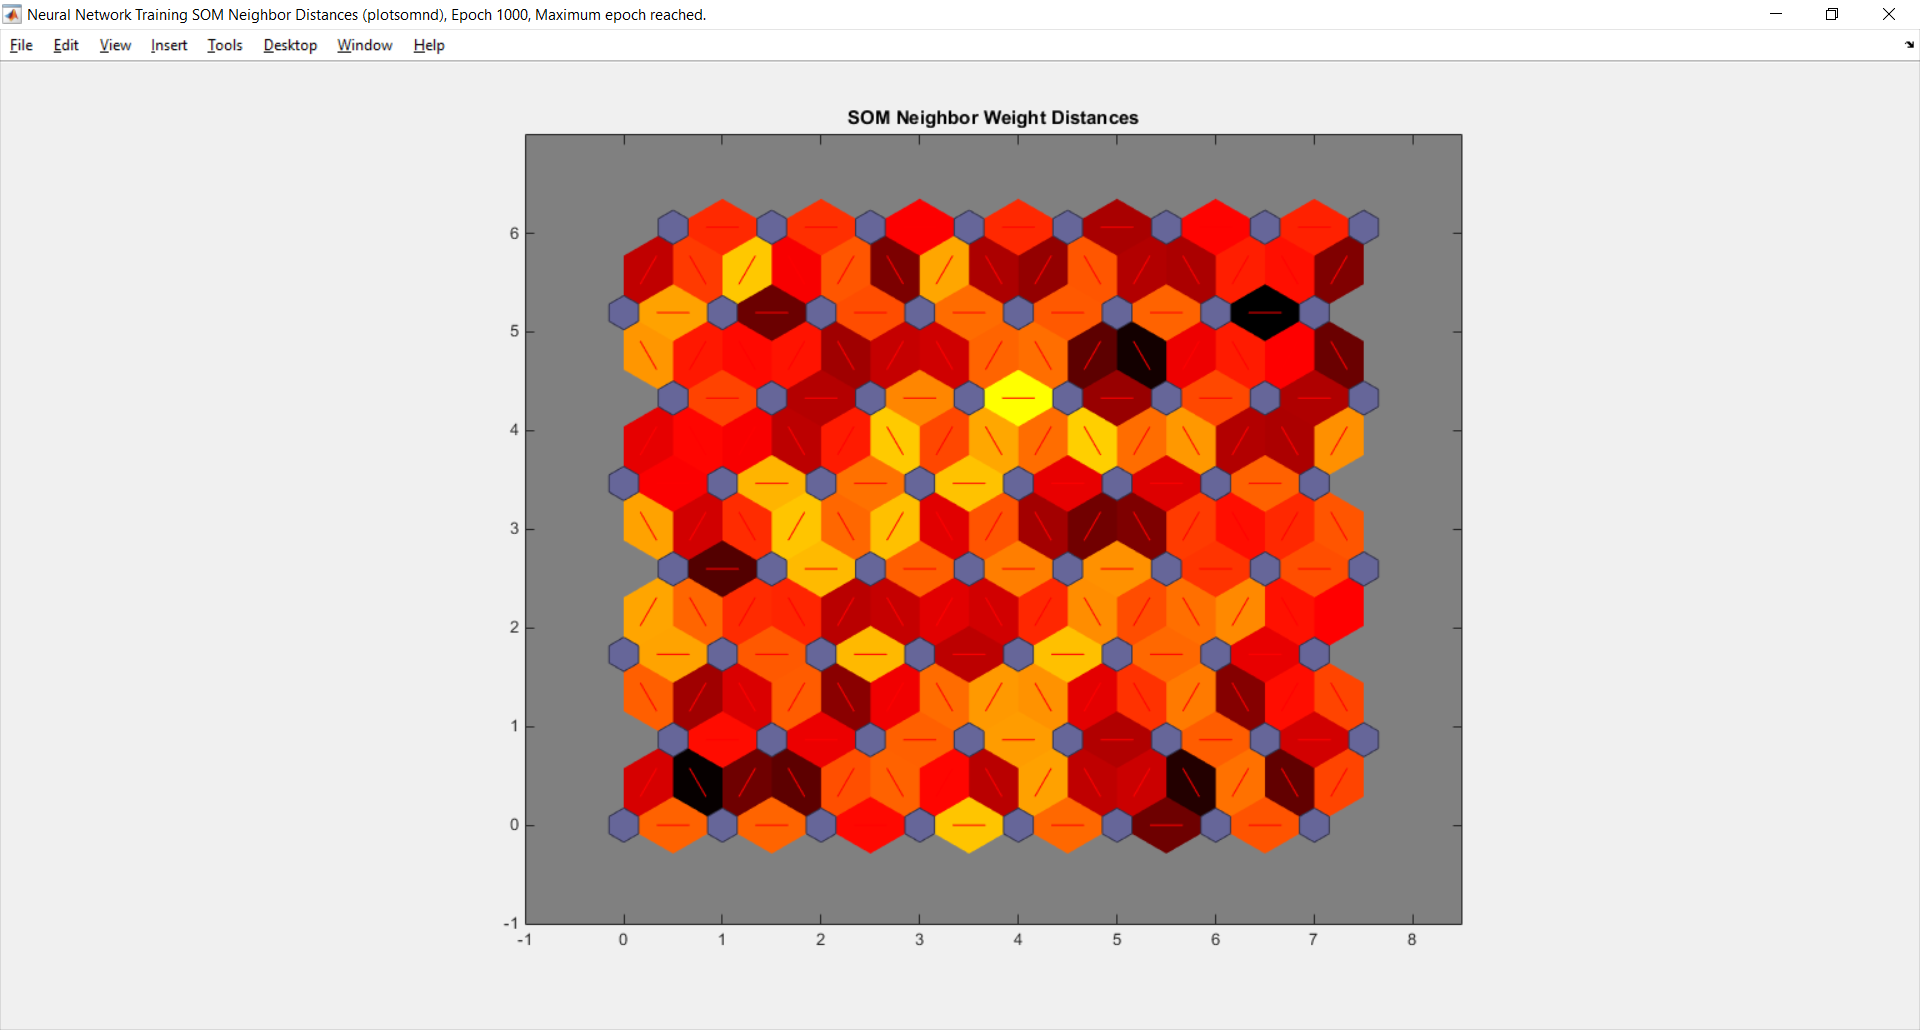 Neural Network Training SOM Neighbor Distances (plotsomnd), Epoch 1000, Maximum epoch reached.
File Edit View Insert Tools Desktop Window Help
SOM Neighbor Weight Distances
6
5
4
3
2
1
0
-1
-1 0 1 2 3 4 5 6 7 8